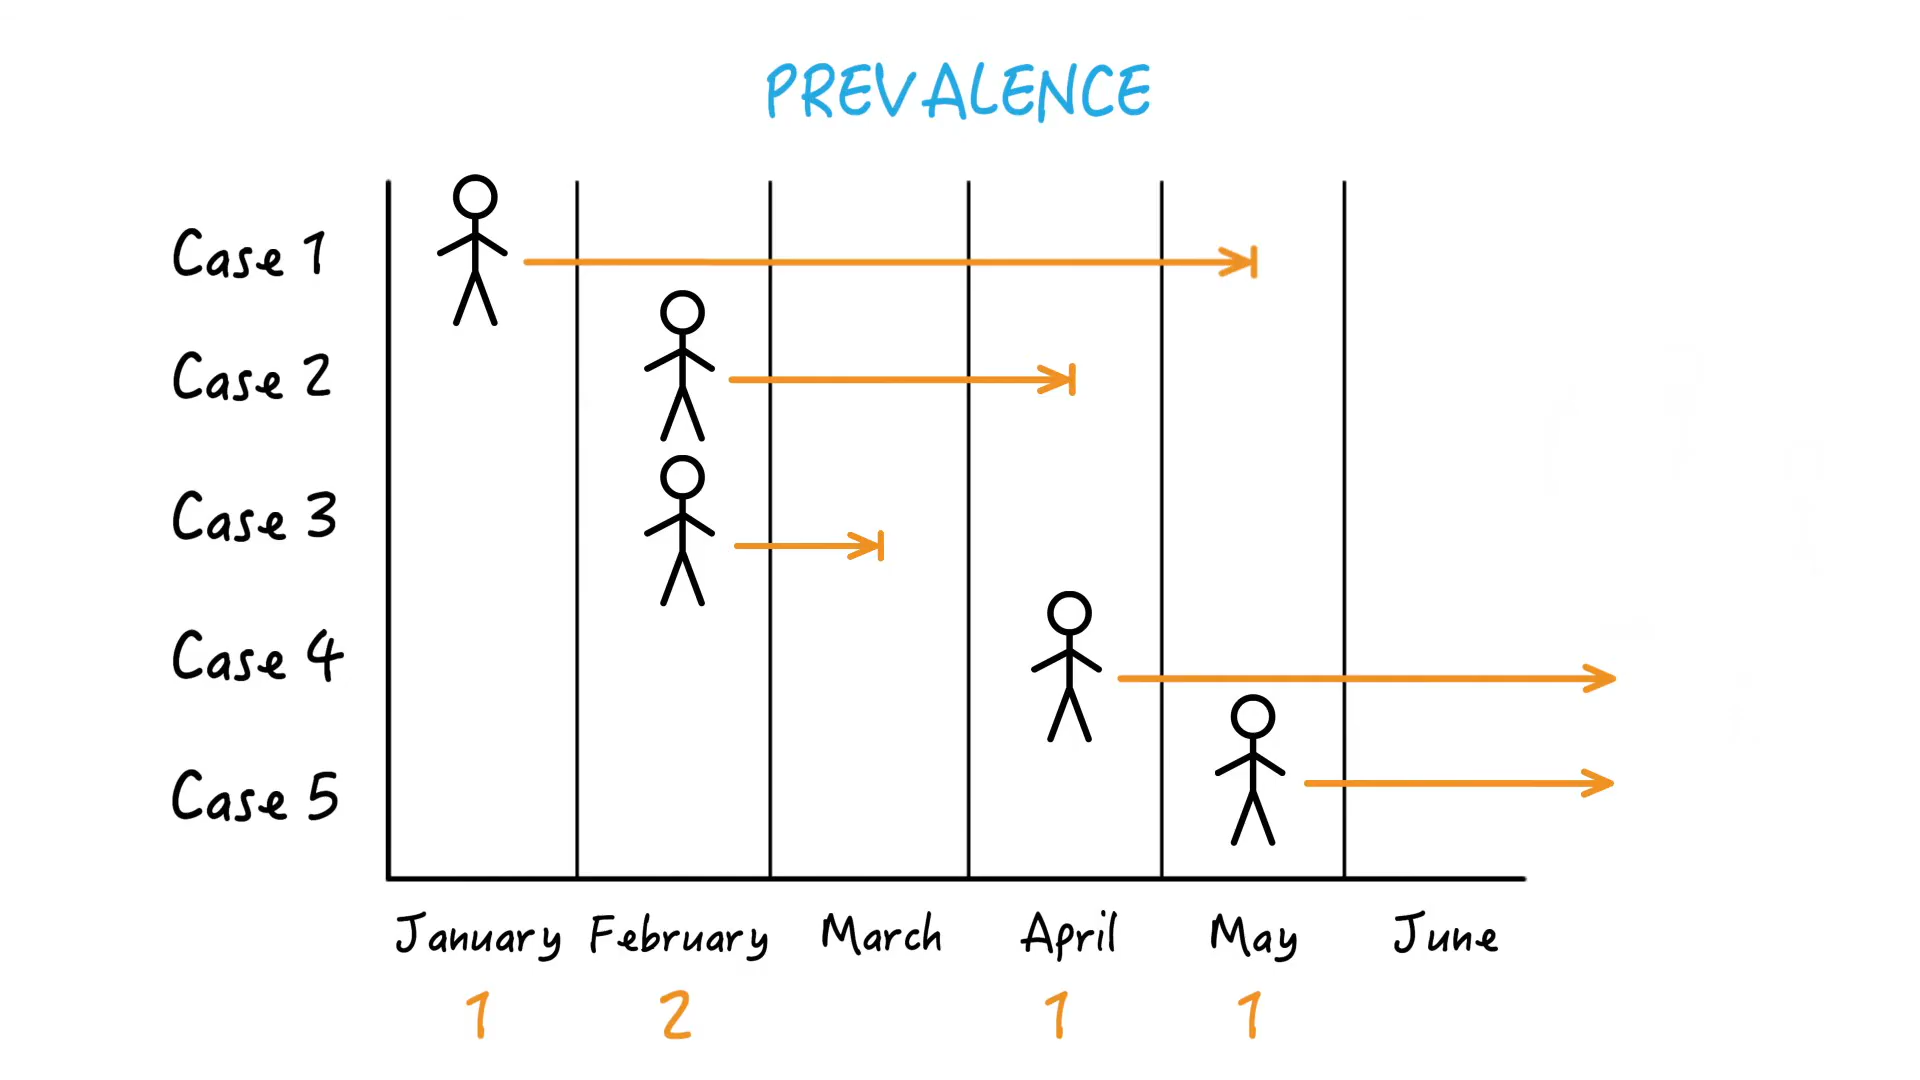 PREVALENCE
Case 1
Case 2
Case 3
Case 4
Case 5
January February March April May June
1 2 1 1